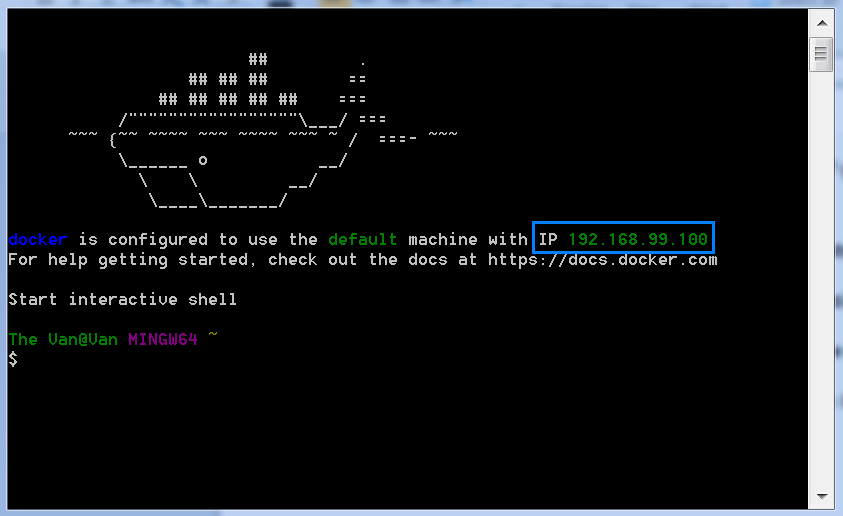 ##         .
                  ## ## ##        ==
               ## ## ## ## ##    ===
           /"""""""""""""""""\___/ ===
      ~~~ {~~ ~~~~ ~~~ ~~~~ ~~~ ~ /  ===- ~~~
           \______ o           __/
             \    \         __/
              \____\_______/
docker is configured to use the default machine with IP 192.168.99.100
For help getting started, check out the docs at https://docs.docker.com
Start interactive shell
The Van@Van MINGW64 ~
$